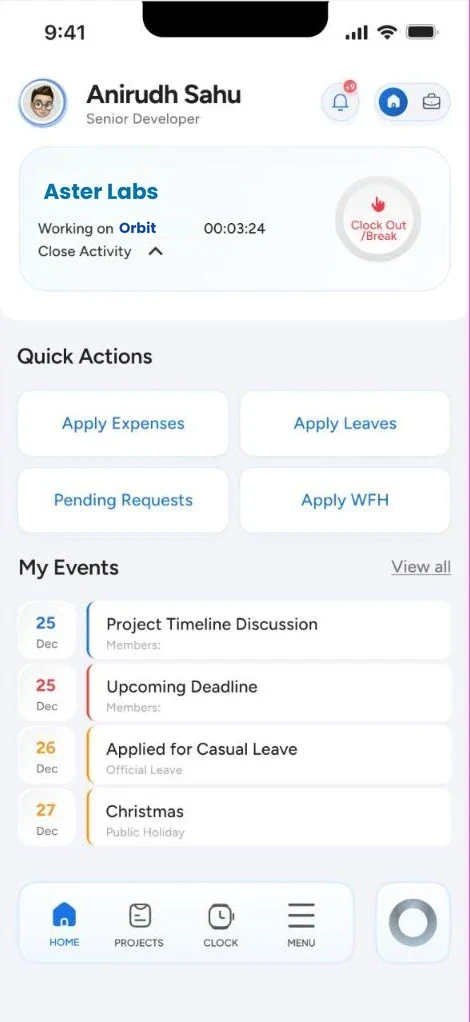 9:41
Anirudh Sahu
Senior Developer
+9
Aster Labs
Working on Orbit 00:03:24
Close Activity
Clock Out
/Break
Quick Actions
Apply Expenses
Apply Leaves
Pending Requests
Apply WFH
My Events
View all
25
Dec
Project Timeline Discussion
Members:
25
Dec
Upcoming Deadline
Members:
26
Dec
Applied for Casual Leave
Official Leave
27
Dec
Christmas
Public Holiday
HOME
PROJECTS
CLOCK
MENU